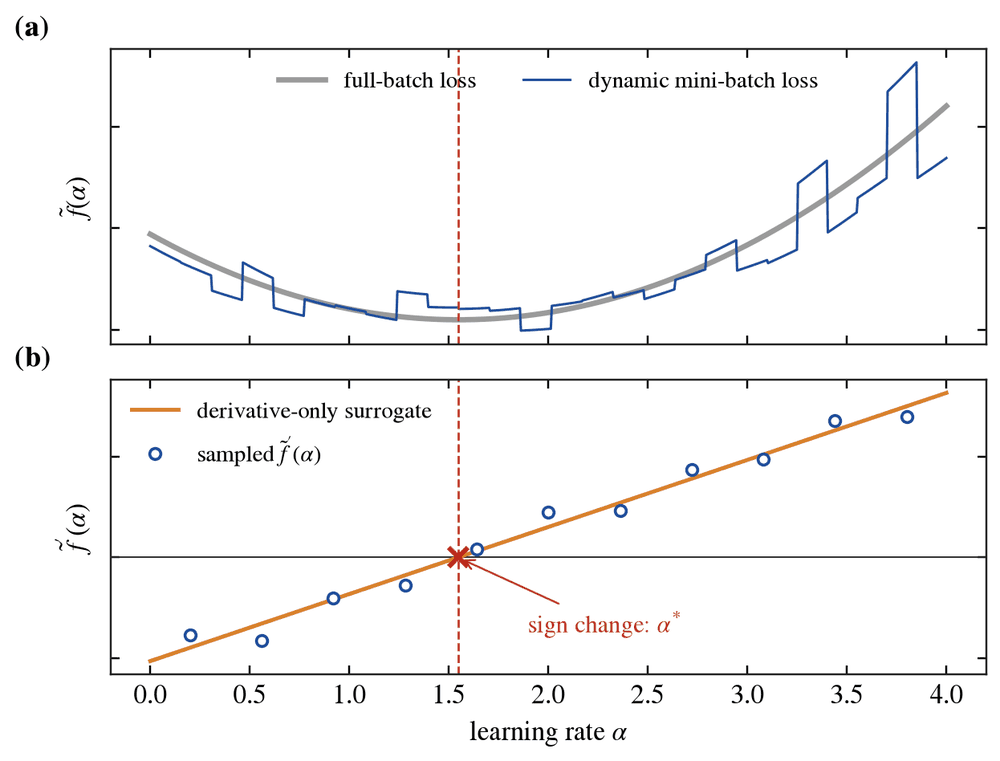 (a)
full-batch loss
dynamic mini-batch loss
f̃(α)
(b)
derivative-only surrogate
sampled f̃′(α)
f̃′(α)
sign change: α*
0.0 0.5 1.0 1.5 2.0 2.5 3.0 3.5 4.0
learning rate α